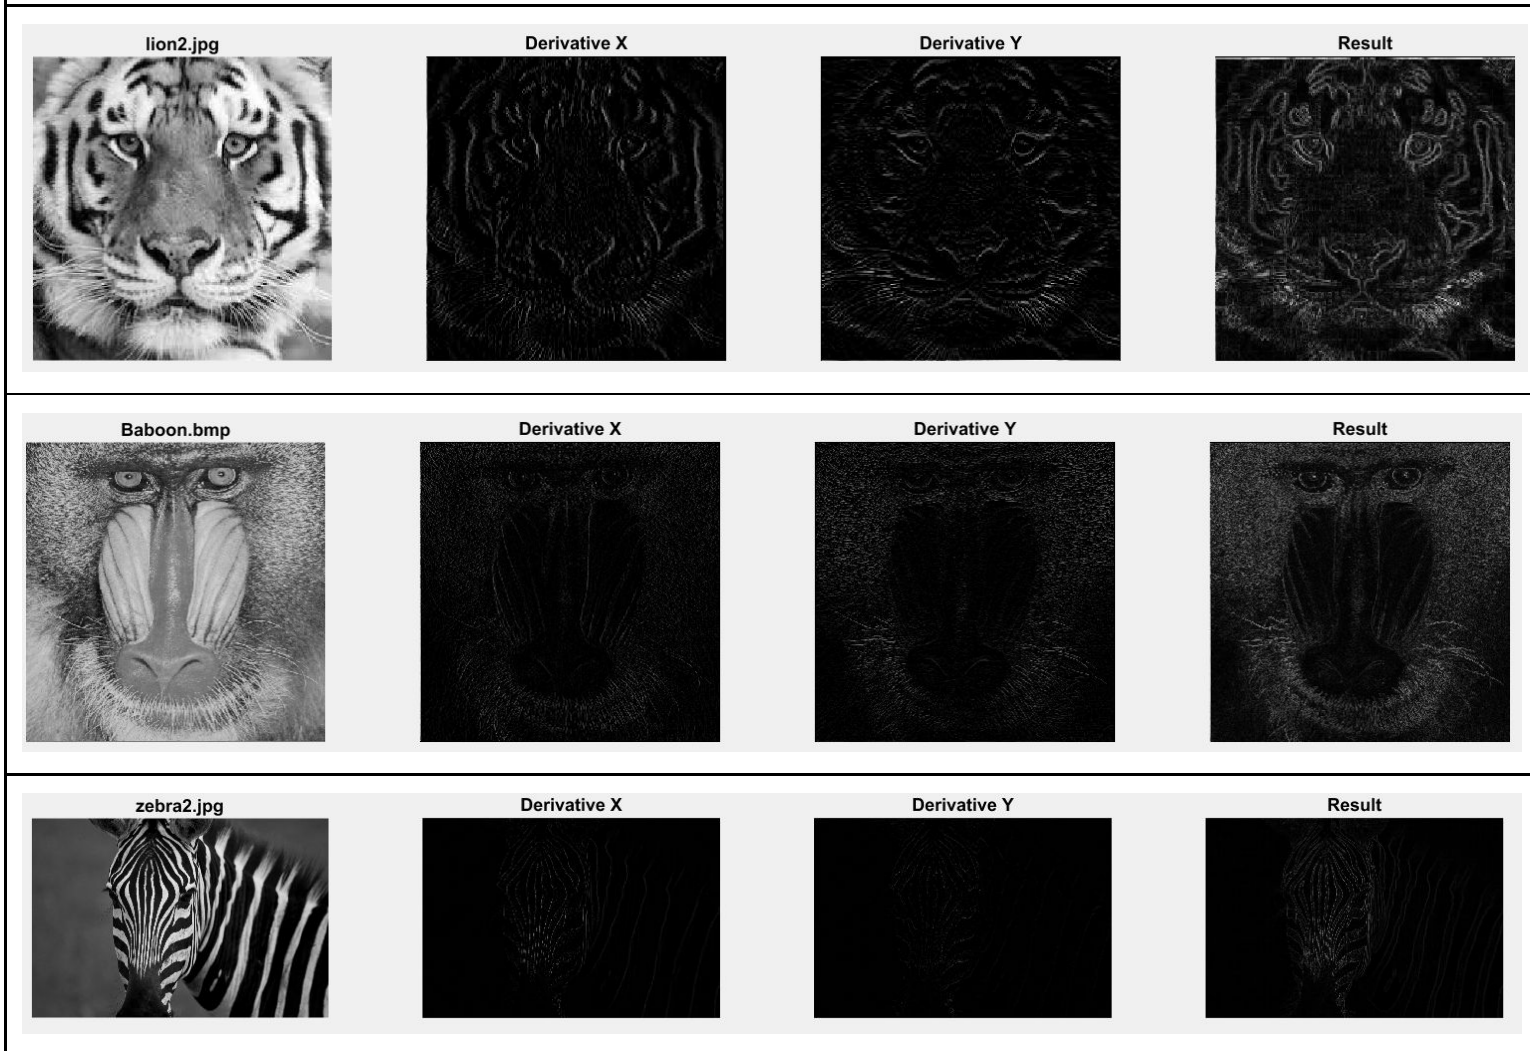 lion2.jpg Derivative X Derivative Y Result
Baboon.bmp Derivative X Derivative Y Result
zebra2.jpg Derivative X Derivative Y Result